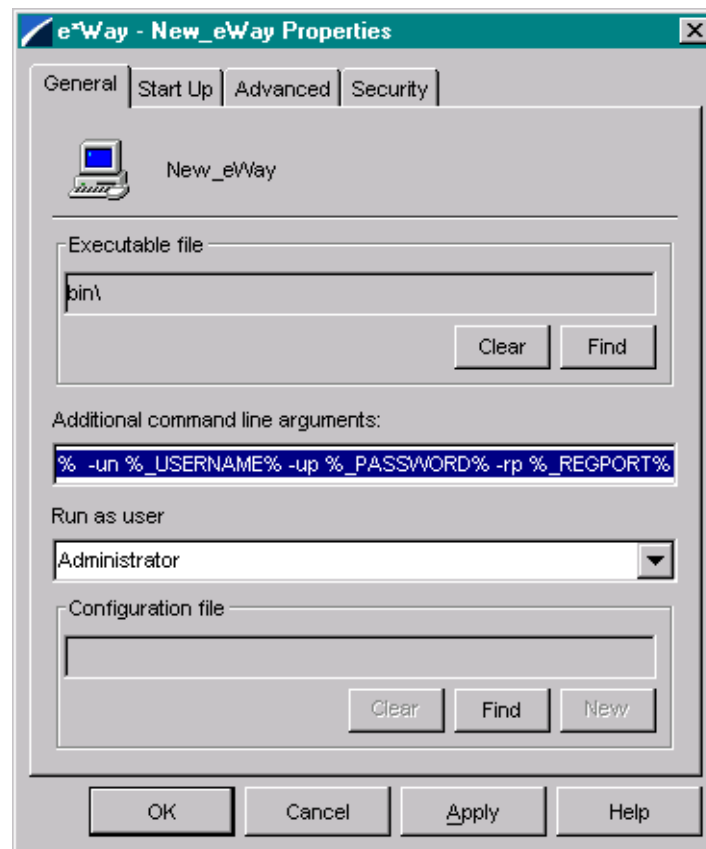 e*Way - New_eWay Properties
General Start Up Advanced Security
New_eWay
Executable file
bin\
Clear Find
Additional command line arguments:
% -un %_USERNAME% -up %_PASSWORD% -rp %_REGPORT%
Run as user
Administrator
Configuration file
Clear Find New
OK Cancel Apply Help